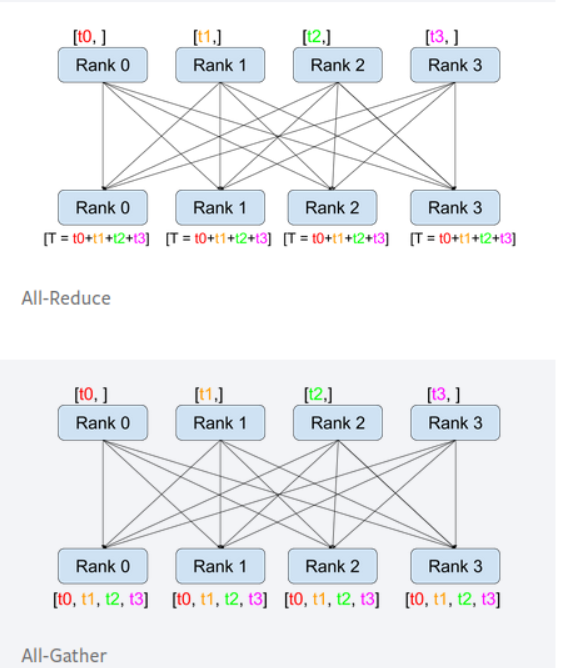 [t0, ] [t1,] [t2,] [t3, ]
Rank 0 Rank 1 Rank 2 Rank 3
Rank 0 Rank 1 Rank 2 Rank 3
[T = t0+t1+t2+t3] [T = t0+t1+t2+t3] [T = t0+t1+t2+t3] [T = t0+t1+t2+t3]
All-Reduce
[t0, ] [t1,] [t2,] [t3, ]
Rank 0 Rank 1 Rank 2 Rank 3
Rank 0 Rank 1 Rank 2 Rank 3
[t0, t1, t2, t3] [t0, t1, t2, t3] [t0, t1, t2, t3] [t0, t1, t2, t3]
All-Gather